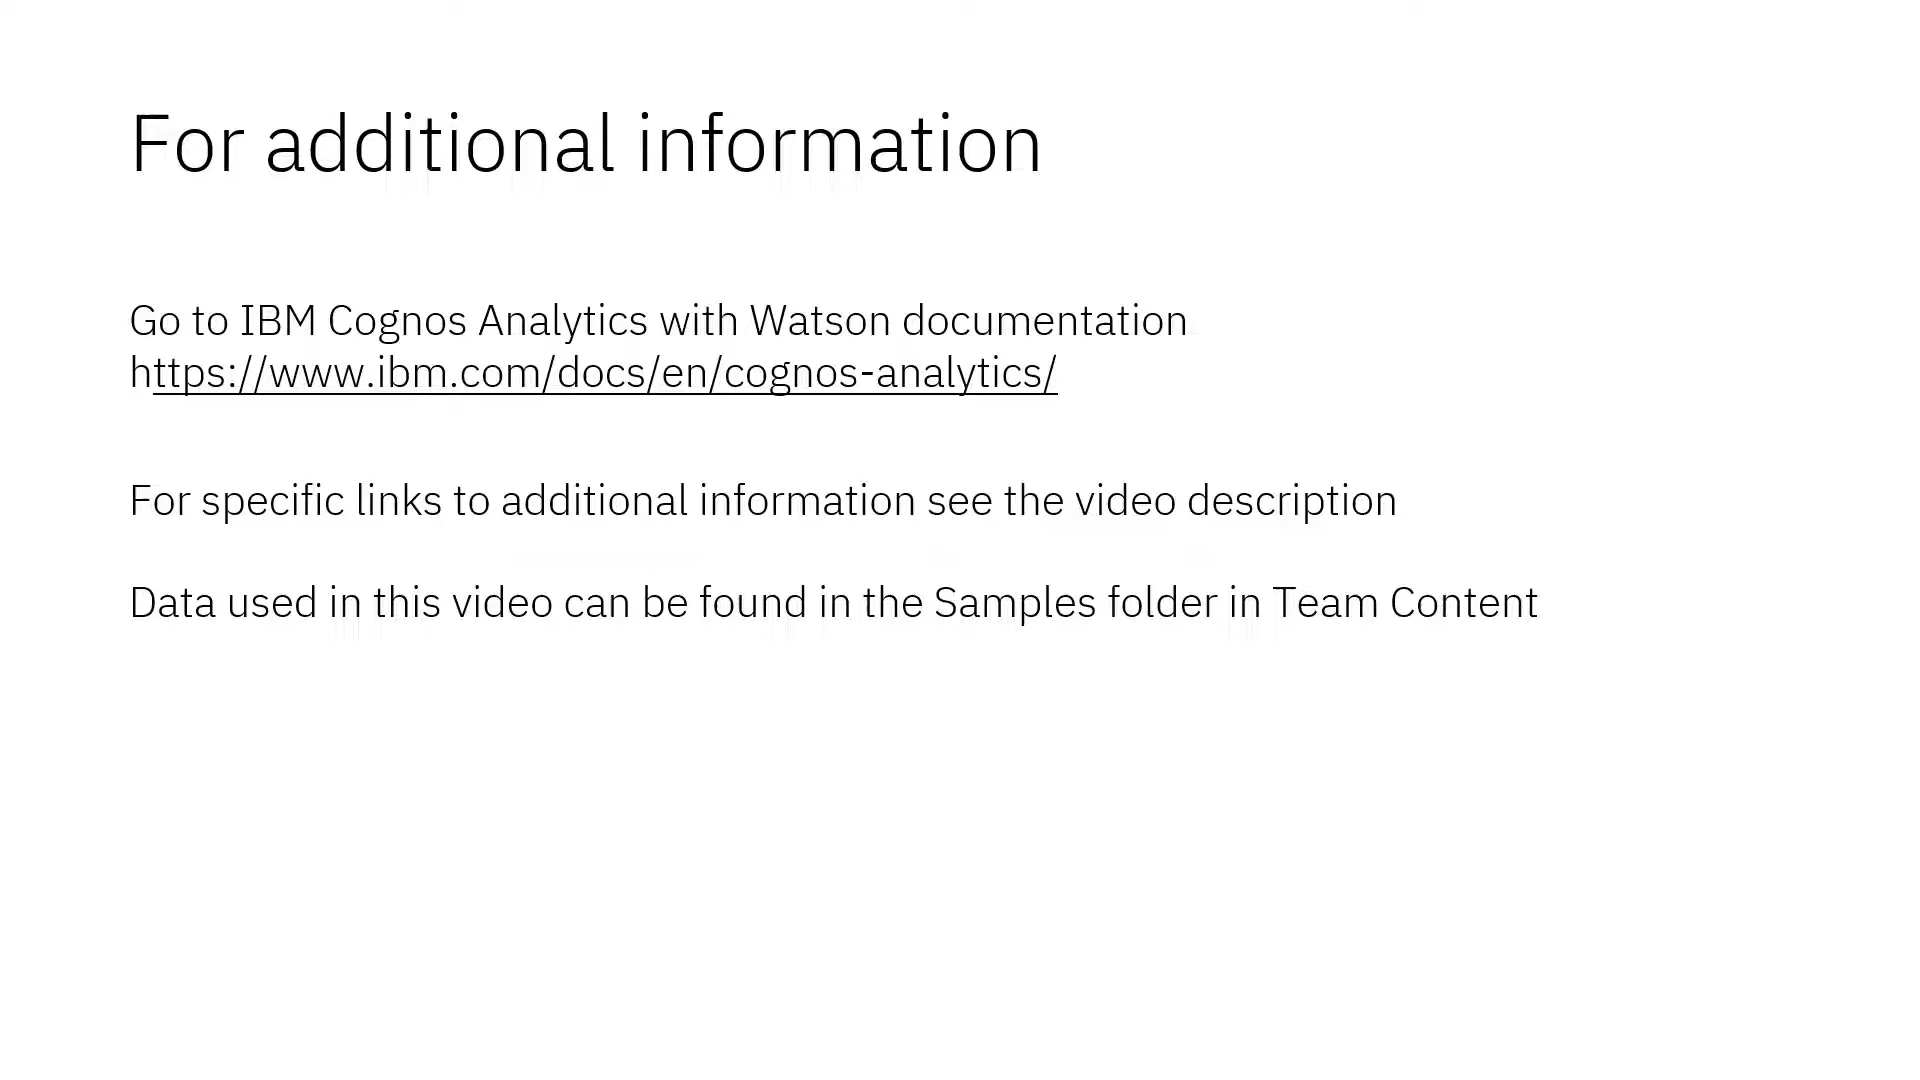 For additional information
Go to IBM Cognos Analytics with Watson documentation
https://www.ibm.com/docs/en/cognos-analytics/
For specific links to additional information see the video description
Data used in this video can be found in the Samples folder in Team Content